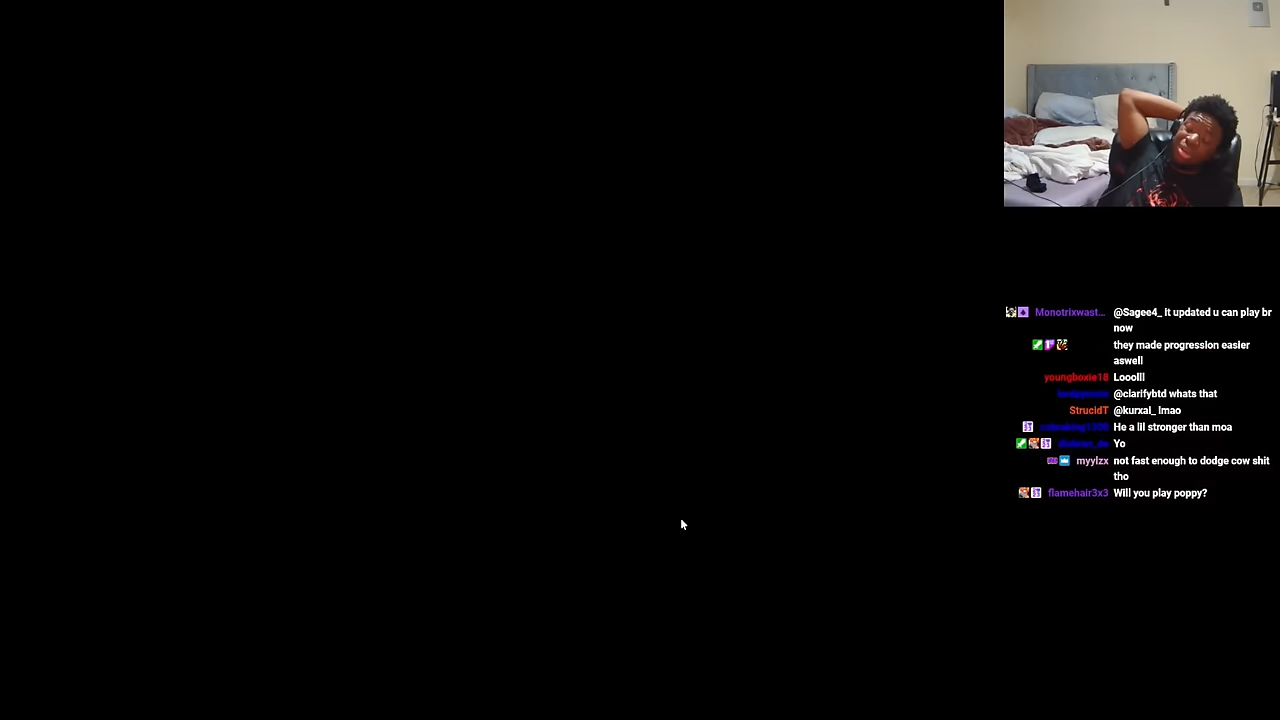 Monotrixwast... @Sagee4_ it updated u can play br
now
they made progression easier
aswell
youngboxie18 Looolll
@clarifybtd whats that
StrucidT @kurxai_ lmao
He a lil stronger than moa
Yo
myylzx not fast enough to dodge cow shit
tho
flamehair3x3 Will you play poppy?